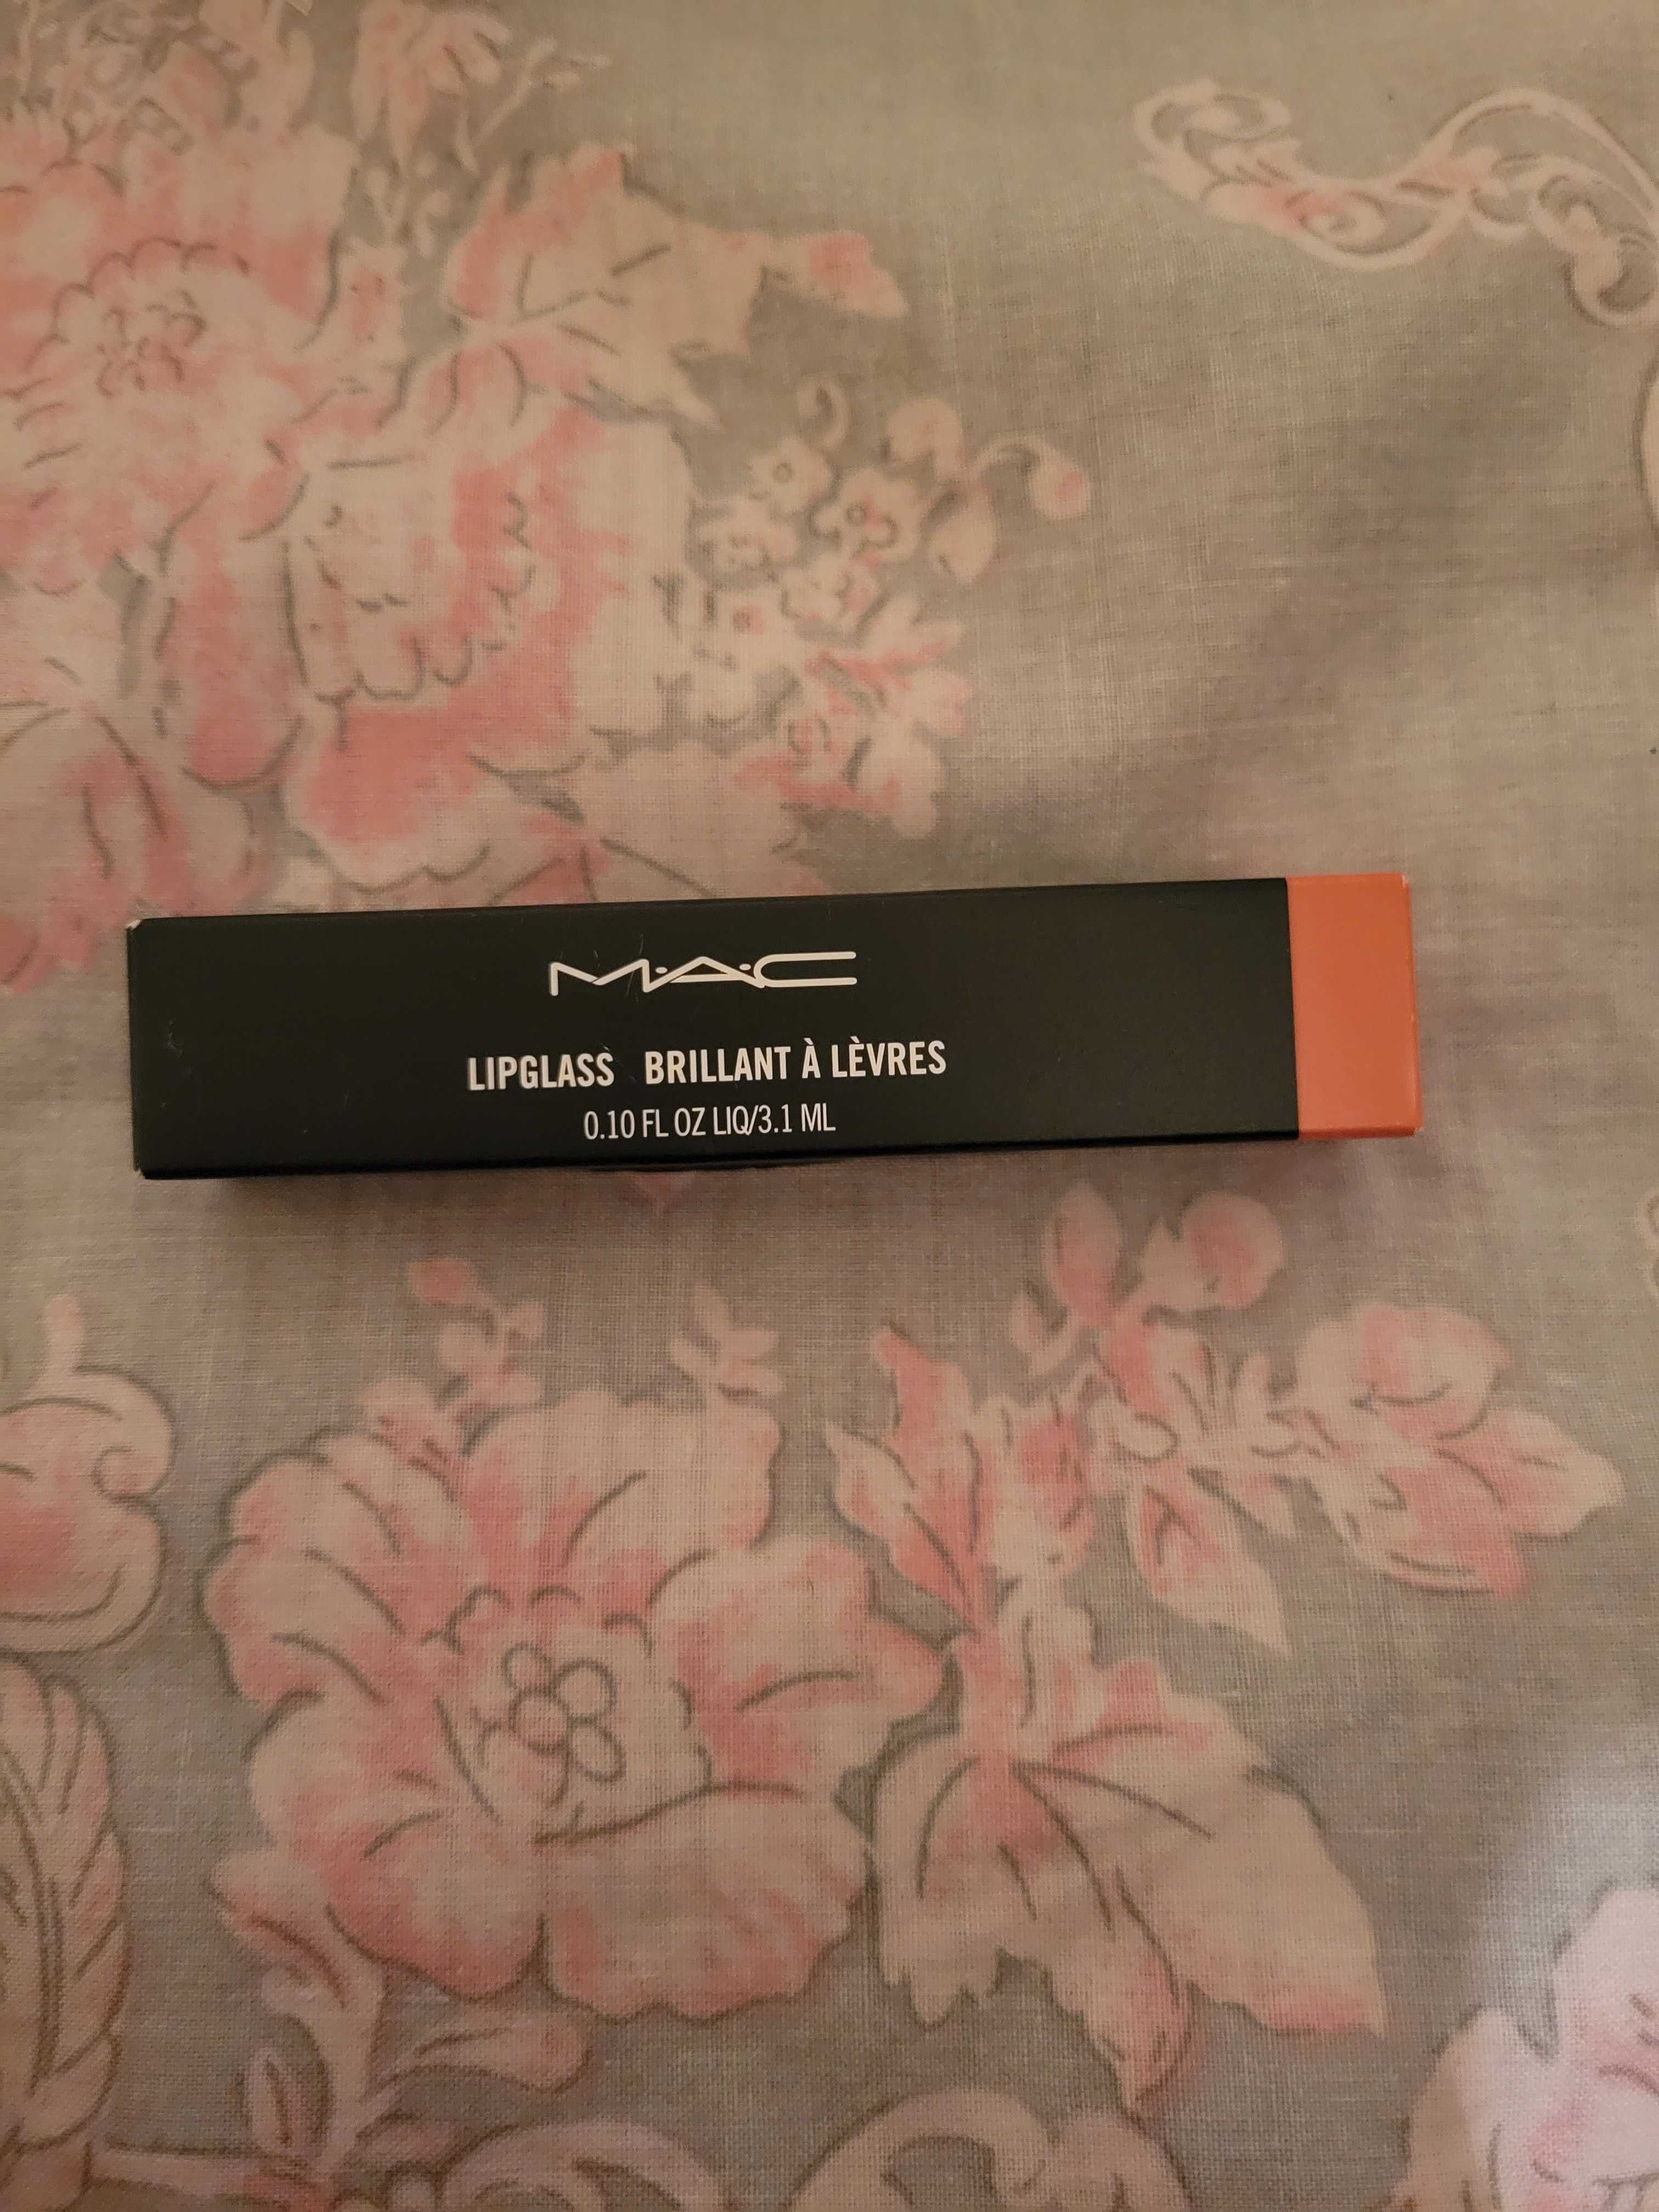 M·A·C
LIPGLASS BRILLANT À LÈVRES
0.10 FL OZ LIQ/3.1 ML